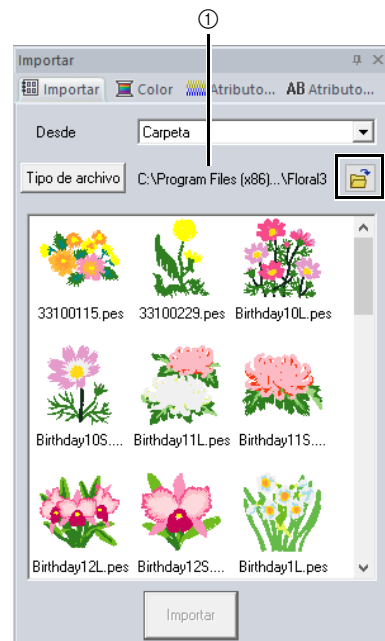 ①
Importar
Importar Color Atributo... AB Atributo...
Desde Carpeta
Tipo de archivo C:\Program Files (x86)...\Floral3
33100115.pes 33100229.pes Birthday10L.pes
Birthday10S.... Birthday11L.pes Birthday11S....
Birthday12L.pes Birthday12S.... Birthday1L.pes
Importar